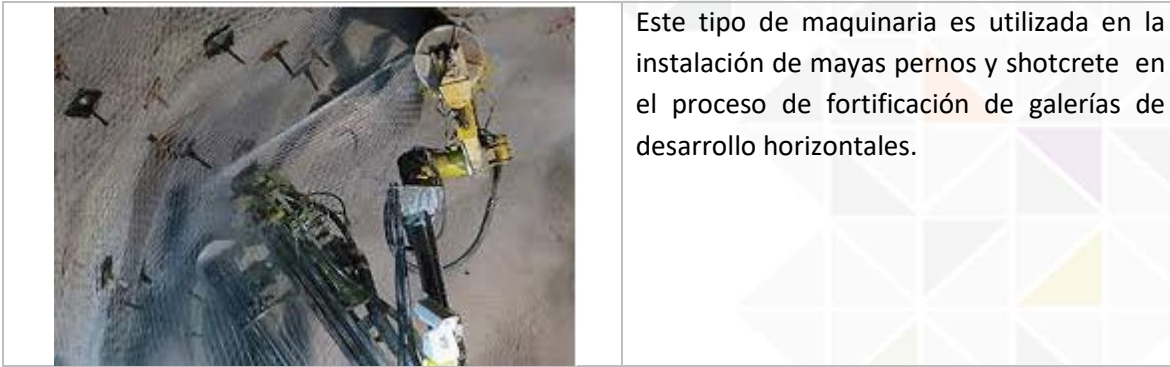 Este tipo de maquinaria es utilizada en la
instalación de mayas pernos y shotcrete en
el proceso de fortificación de galerías de
desarrollo horizontales.